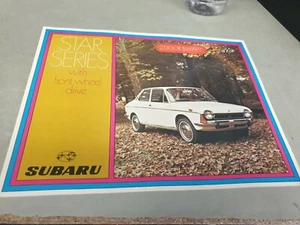 STAR
SERIES
with
front wheel
drive
SUBARU